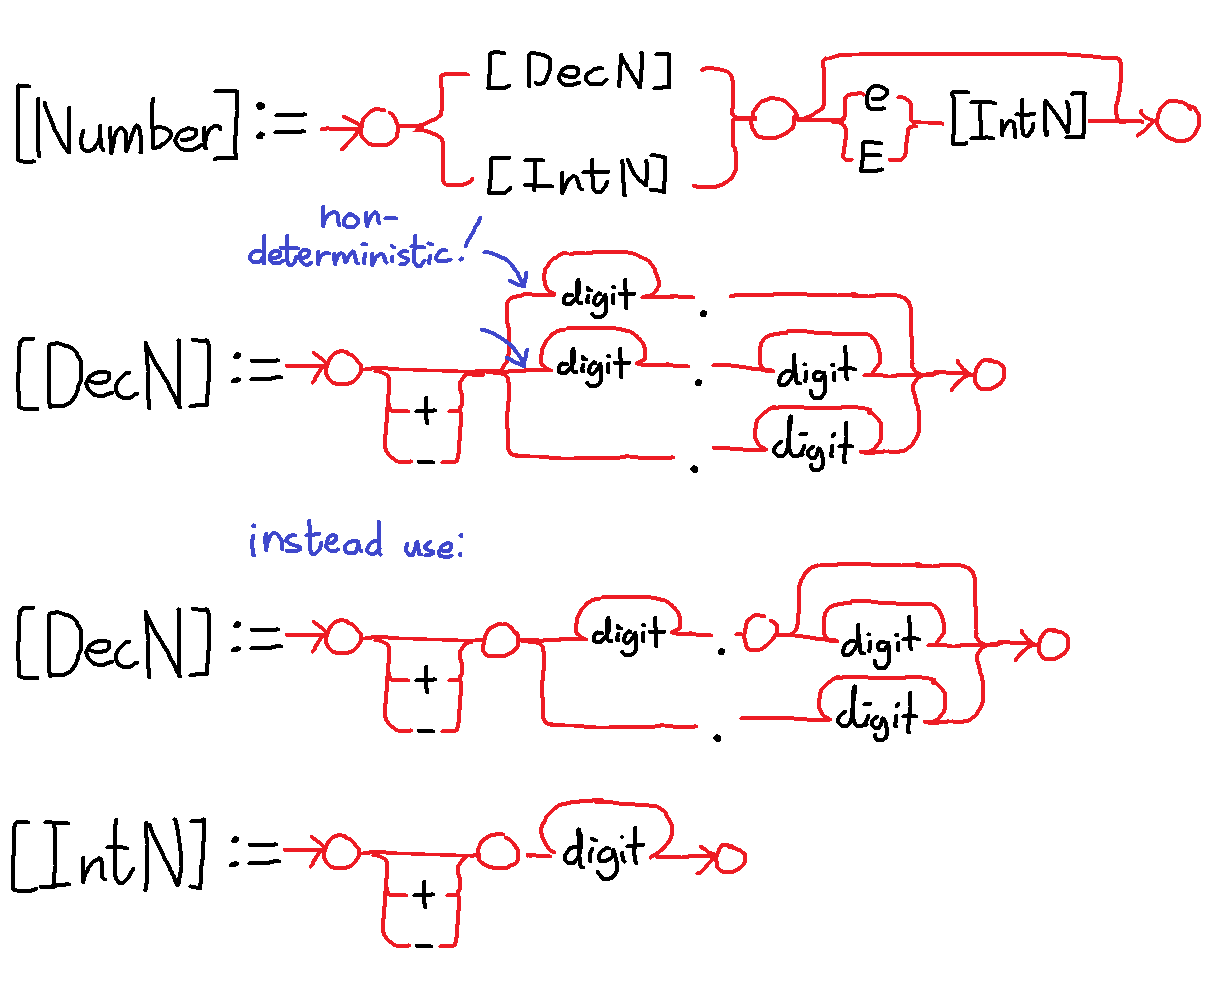 [Number] := [DecN] e [IntN]
[IntN] E
non-
deterministic!
digit .
[DecN] := + digit . digit
- . digit
instead use:
[DecN] := + digit . digit
- . digit
[IntN] := + digit
-